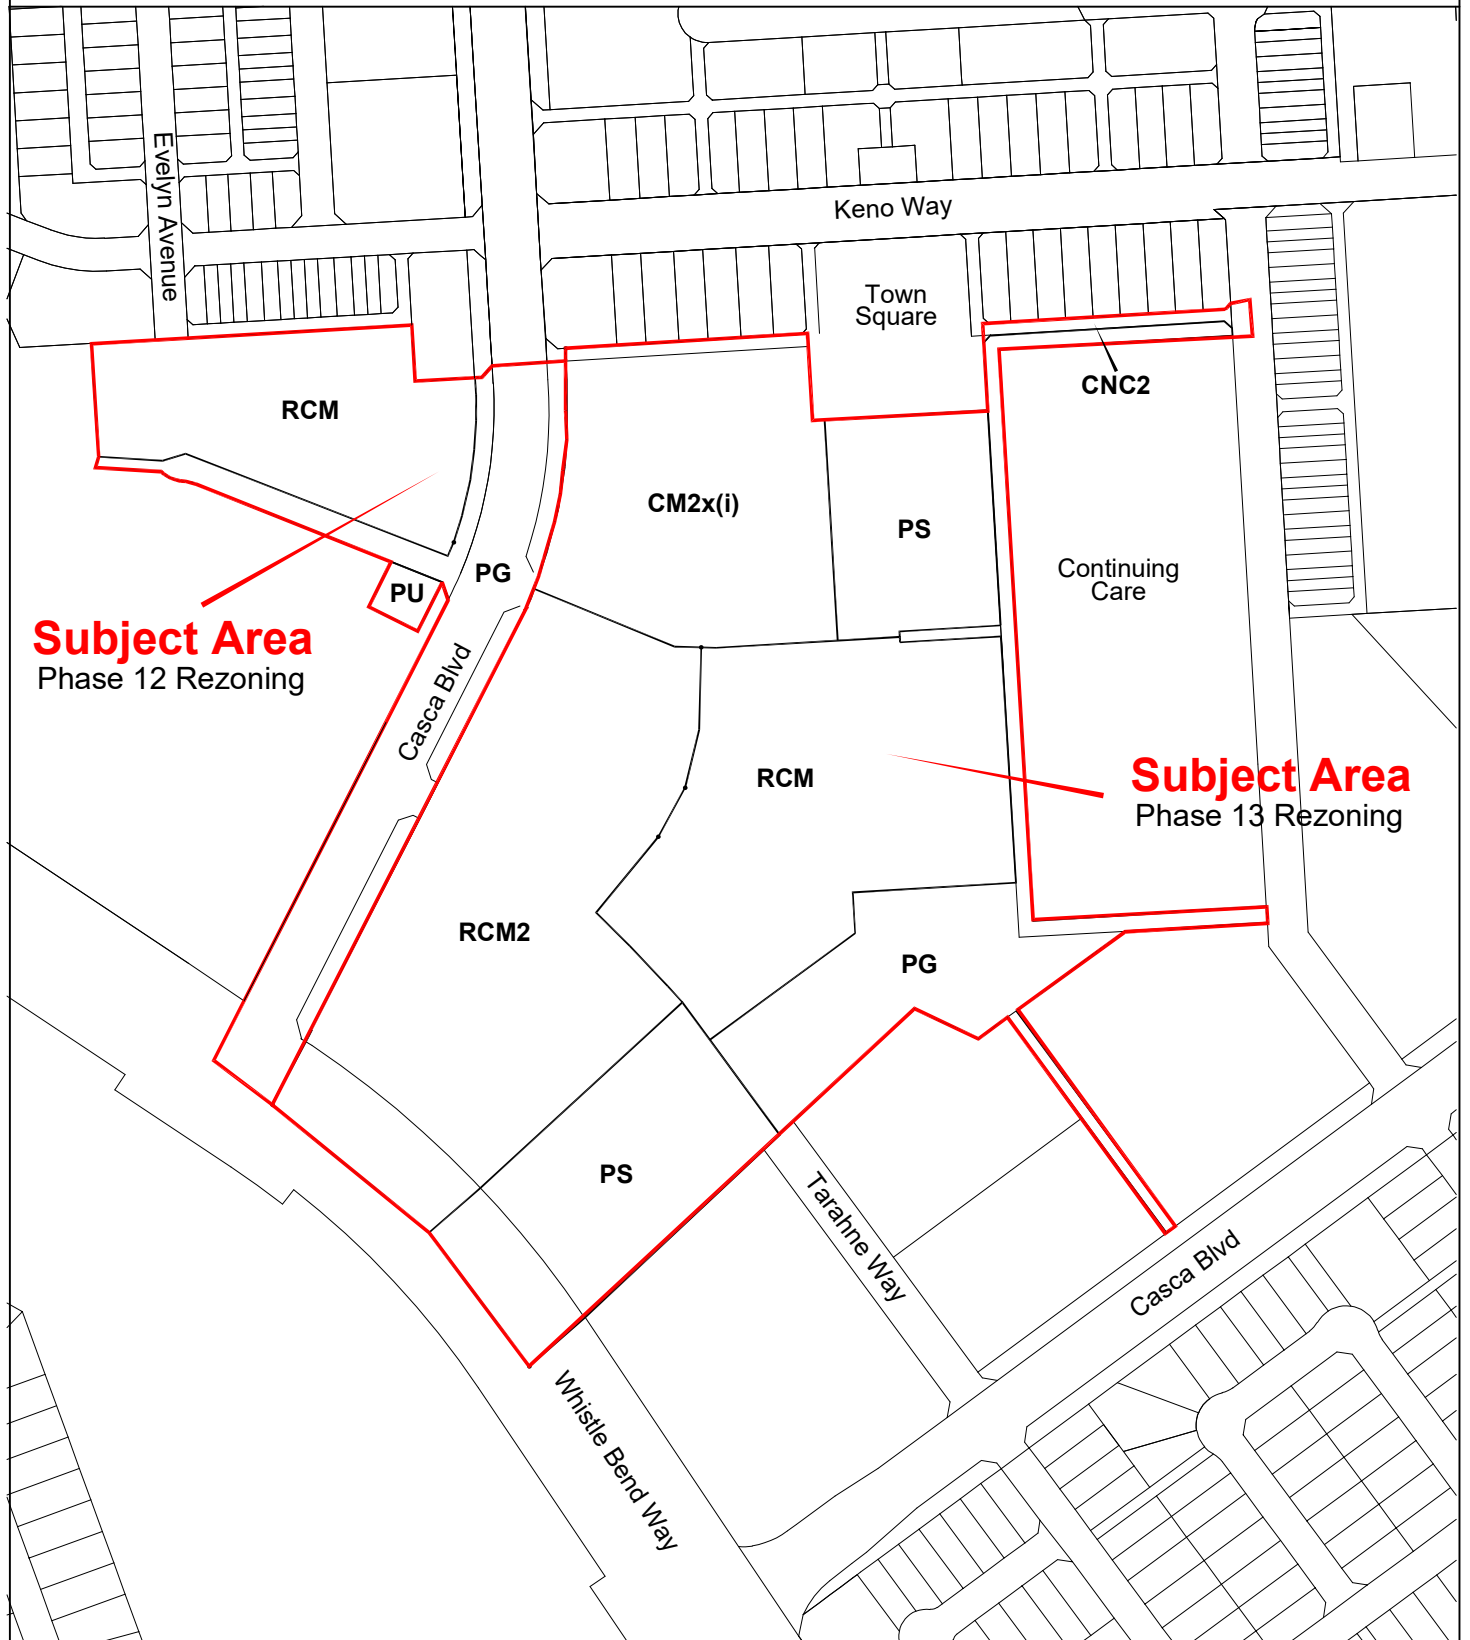 Evelyn Avenue
Keno Way
Town
Square
CNC2
RCM
CM2x(i)
PS
Continuing
Care
PG
PU
Subject Area
Phase 12 Rezoning
Casca Blvd
RCM
Subject Area
Phase 13 Rezoning
RCM2
PG
PS
Tarahne Way
Casca Blvd
Whistle Bend Way